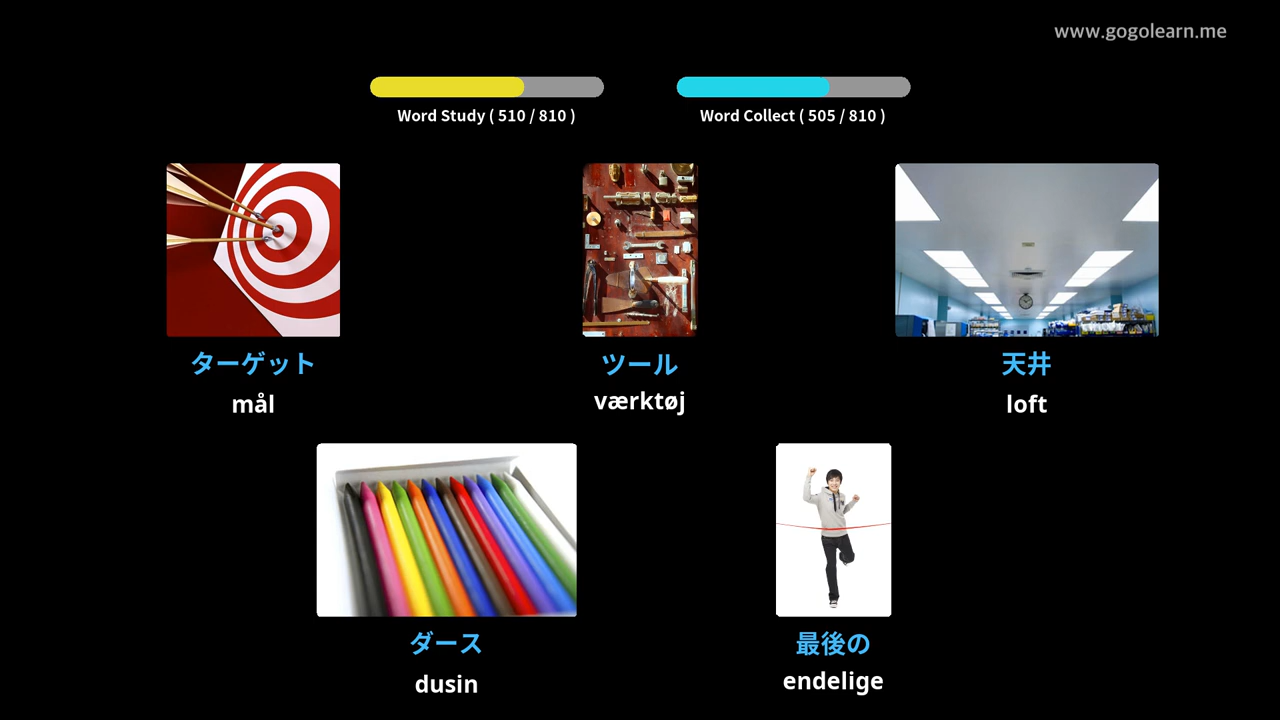 www.gogolearn.me
Word Study ( 510 / 810 )
Word Collect ( 505 / 810 )
ターゲット
mål
ツール
værktøj
天井
loft
ダース
dusin
最後の
endelige